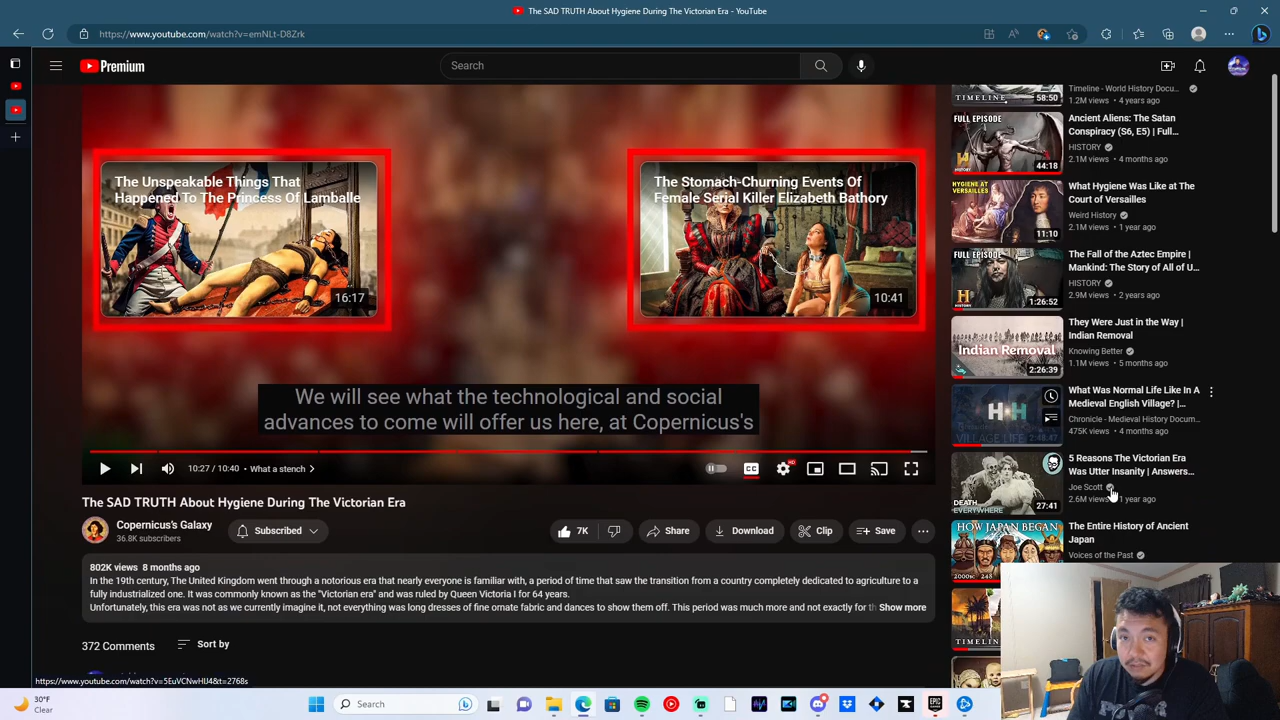 The SAD TRUTH About Hygiene During The Victorian Era - YouTube
https://www.youtube.com/watch?v=emNLt-D8Zrk
Premium
Search
The Unspeakable Things That
Happened To The Princess Of Lamballe
16:17
The Stomach-Churning Events Of
Female Serial Killer Elizabeth Bathory
10:41
We will see what the technological and social
advances to come will offer us here, at Copernicus's
10:27 / 10:40 • What a stench
CC
HD
The SAD TRUTH About Hygiene During The Victorian Era
Copernicus's Galaxy
36.8K subscribers
Subscribed
7K
Share
Download
Clip
Save
802K views 8 months ago
In the 19th century, The United Kingdom went through a notorious era that nearly everyone is familiar with, a period of time that saw the transition from a country completely dedicated to agriculture to a
fully industrialized one. It was commonly known as the "Victorian era" and was ruled by Queen Victoria I for 64 years.
Unfortunately, this era was not as we currently imagine it, not everything was long dresses of fine ornate fabric and dances to show them off. This period was much more and not exactly for Show more
372 Comments
Sort by
TIMELINE
58:50
Timeline - World History Docu...
1.2M views • 4 years ago
FULL EPISODE
44:18
Ancient Aliens: The Satan
Conspiracy (S6, E5) | Full...
HISTORY
2.1M views • 4 months ago
HYGIENE AT
VERSAILLES
11:10
What Hygiene Was Like at The
Court of Versailles
Weird History
2.1M views • 1 year ago
FULL EPISODE
1:26:52
The Fall of the Aztec Empire |
Mankind: The Story of All of U...
HISTORY
2.9M views • 2 years ago
Indian Removal
2:26:39
They Were Just in the Way |
Indian Removal
Knowing Better
1.1M views • 5 months ago
HOH
VILLAGE LIFE
2:48:47
What Was Normal Life Like In A
Medieval English Village? |...
Chronicle - Medieval History Docum...
475K views • 4 months ago
DEATH
EVERYWHERE
27:41
5 Reasons The Victorian Era
Was Utter Insanity | Answers...
Joe Scott
2.6M views 1 year ago
HOW JAPAN BEGAN
The Entire History of Ancient
Japan
Voices of the Past
TIMELINE
https://www.youtube.com/watch?v=5EuVCNwHIJ4&t=2768s
30°F
Clear
Search
EPIC